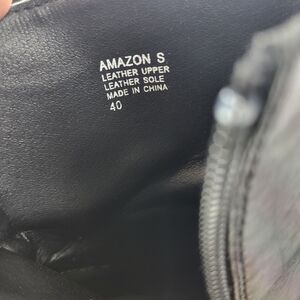 AMAZON S
LEATHER UPPER
LEATHER SOLE
MADE IN CHINA
40